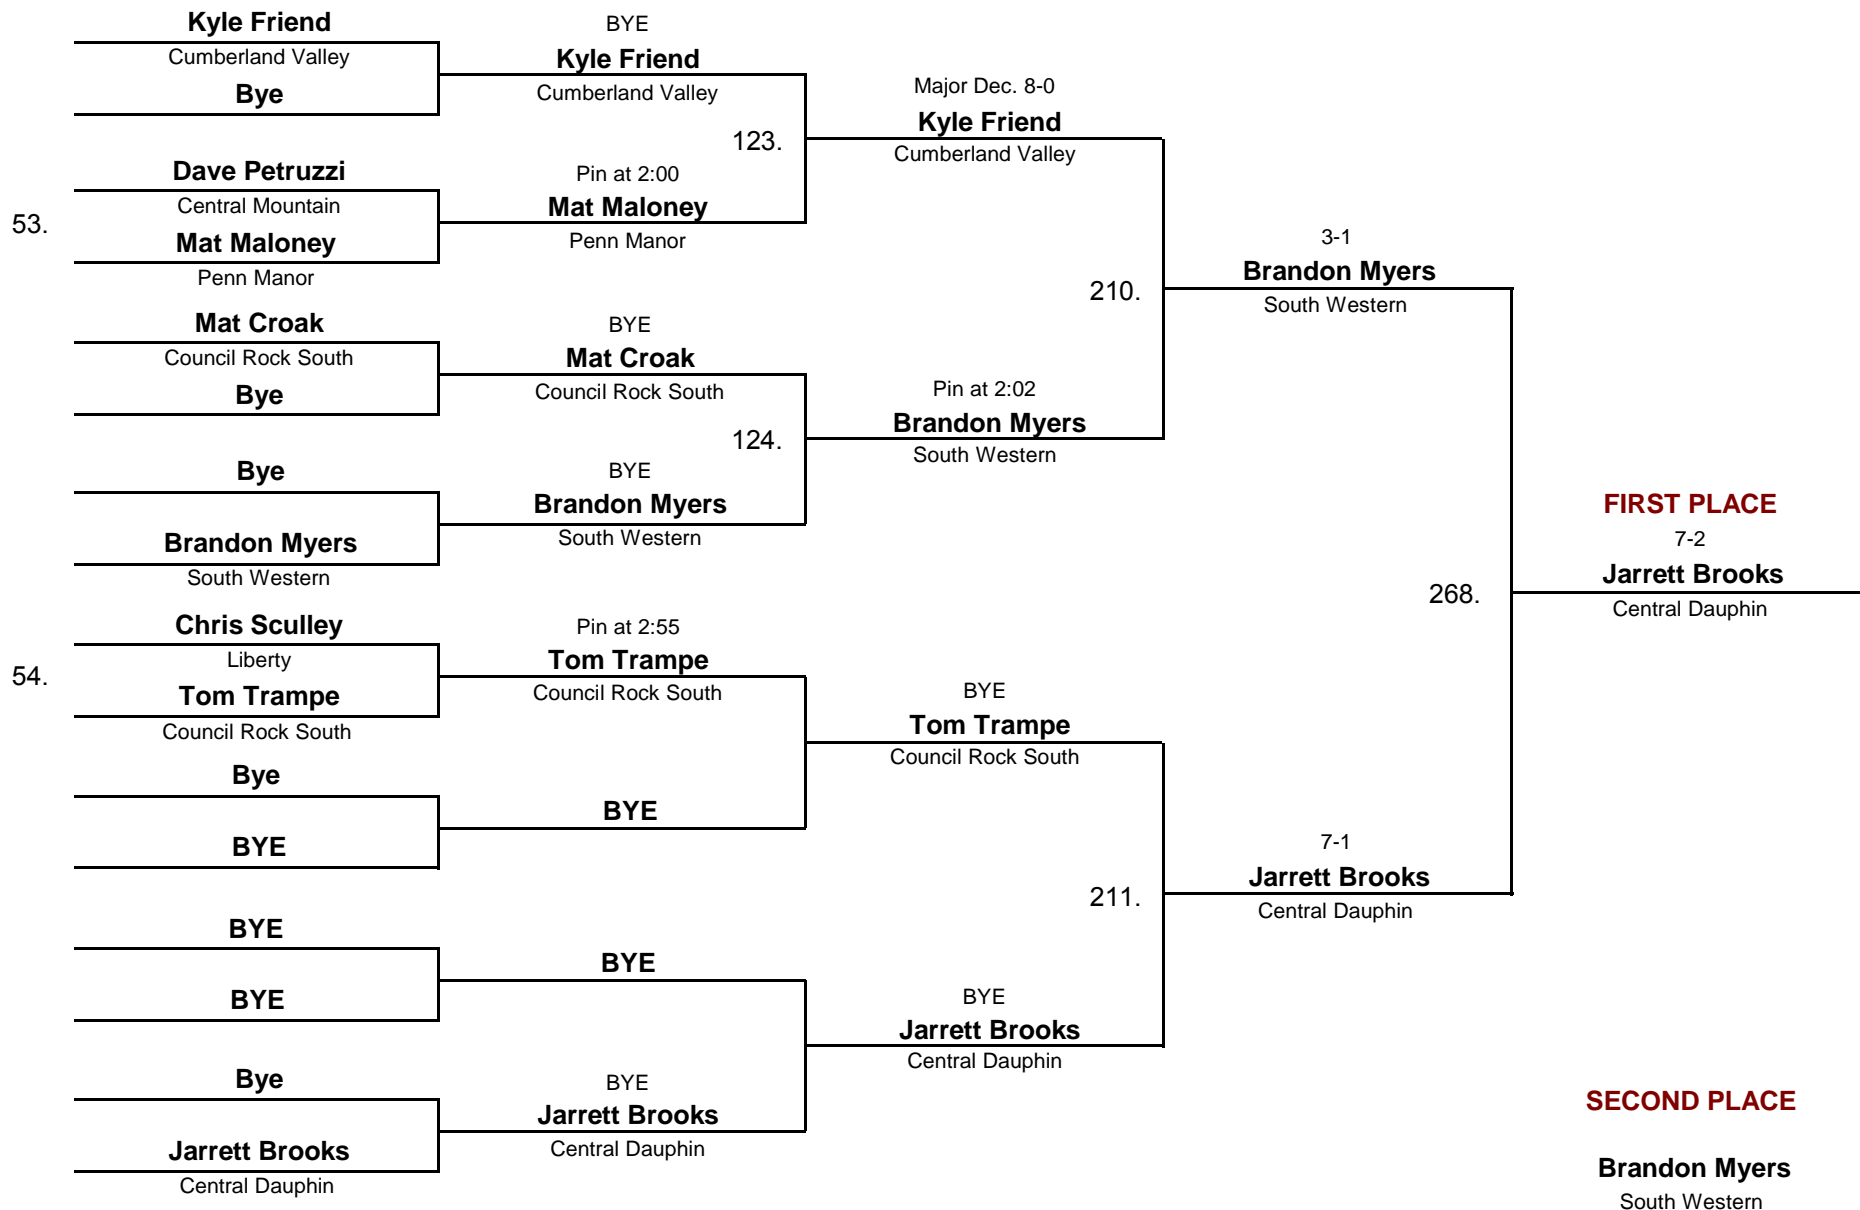 Kyle Friend
Cumberland Valley
Bye
53.
Dave Petruzzi
Central Mountain
Mat Maloney
Penn Manor
Mat Croak
Council Rock South
Bye
Bye
Brandon Myers
South Western
54.
Chris Sculley
Liberty
Tom Trampe
Council Rock South
Bye
BYE
BYE
BYE
Bye
Jarrett Brooks
Central Dauphin
BYE
Kyle Friend
Cumberland Valley
123.
Pin at 2:00
Mat Maloney
Penn Manor
BYE
Mat Croak
Council Rock South
124.
BYE
Brandon Myers
South Western
Pin at 2:55
Tom Trampe
Council Rock South
BYE
BYE
BYE
Jarrett Brooks
Central Dauphin
Major Dec. 8-0
Kyle Friend
Cumberland Valley
210.
Pin at 2:02
Brandon Myers
South Western
BYE
Tom Trampe
Council Rock South
211.
BYE
Jarrett Brooks
Central Dauphin
3-1
Brandon Myers
South Western
268.
7-1
Jarrett Brooks
Central Dauphin
FIRST PLACE
7-2
Jarrett Brooks
Central Dauphin
SECOND PLACE
Brandon Myers
South Western